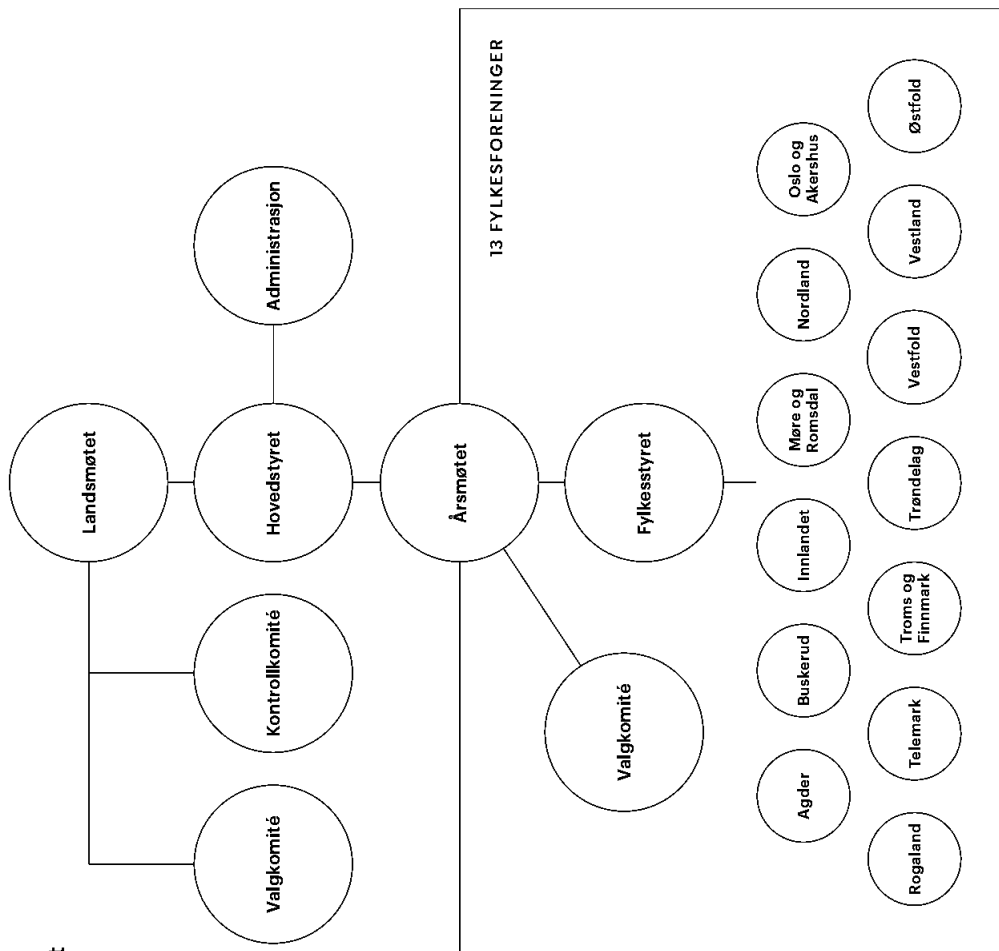 Landsmøtet
Valgkomité
Kontrollkomité
Hovedstyret
Administrasjon
Årsmøtet
13 FYLKESFORENINGER
Valgkomité
Fylkesstyret
Agder
Buskerud
Innlandet
Møre og
Romsdal
Nordland
Oslo og
Akershus
Rogaland
Telemark
Troms og
Finnmark
Trøndelag
Vestfold
Vestland
Østfold